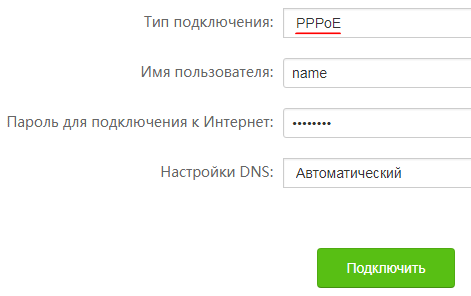 Тип подключения: PPPoE
Имя пользователя: name
Пароль для подключения к Интернет: ••••••••
Настройки DNS: Автоматический
Подключить